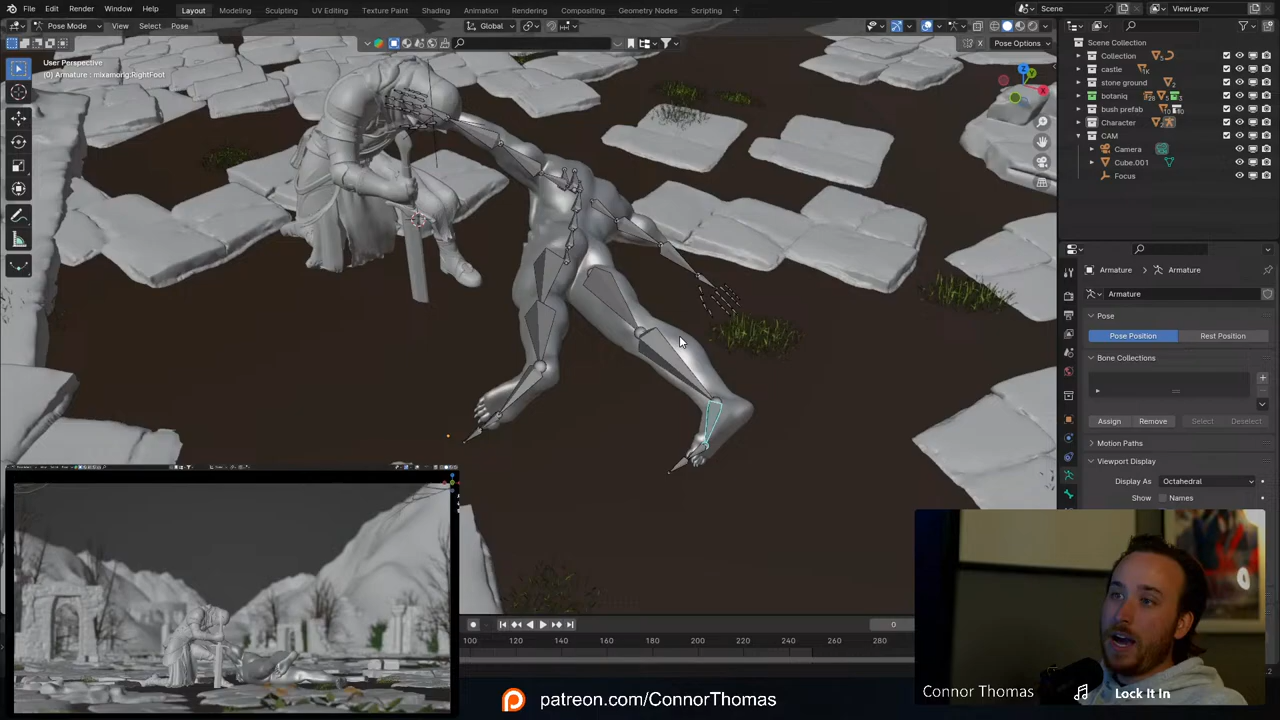 File Edit Render Window Help Layout Modeling Sculpting UV Editing Texture Paint Shading Animation Rendering Compositing Geometry Nodes Scripting + Scene ViewLayer
Pose Mode View Select Pose Global
Pose Options
User Perspective
(0) Armature : mixamorig:RightFoot
Scene Collection
Collection
castle
stone ground
botaniq
bush prefab
Character
CAM
Camera
Cube.001
Focus
Armature > Armature
Armature
Pose
Pose Position Rest Position
Bone Collections
Assign Remove Select Deselect
Motion Paths
Viewport Display
Display As Octahedral
Show Names
0
100 120 140 160 180 200 220 240 260 280
patreon.com/ConnorThomas
Connor Thomas Lock It In